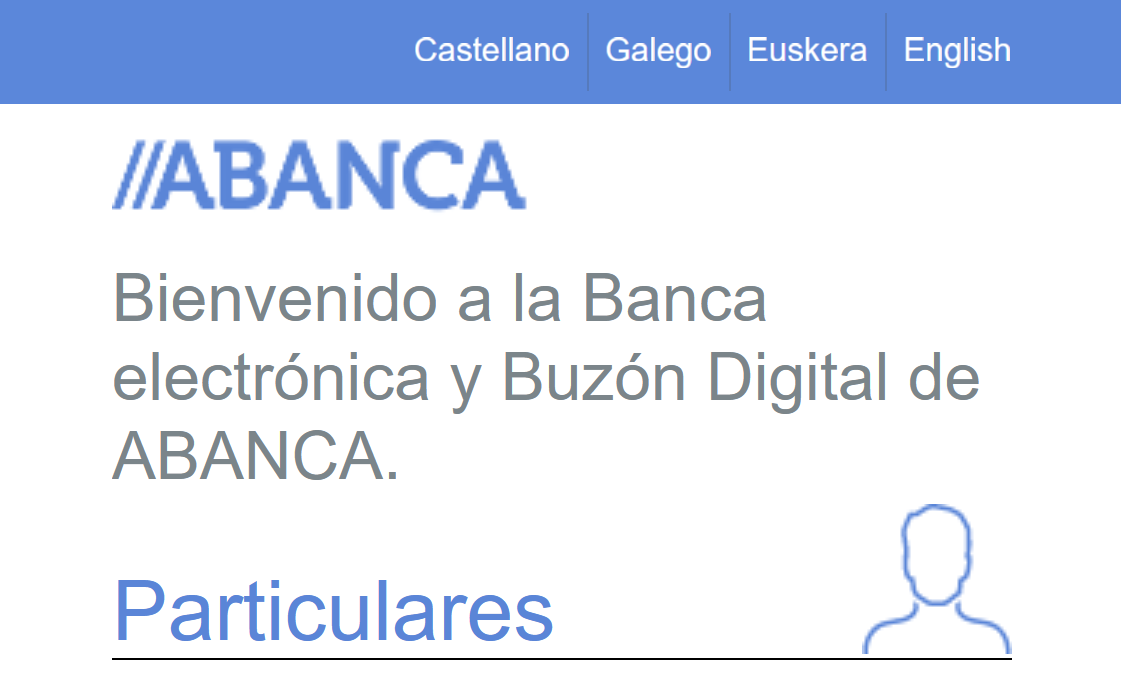 Castellano Galego Euskera English
//ABANCA
Bienvenido a la Banca
electrónica y Buzón Digital de
ABANCA.
Particulares